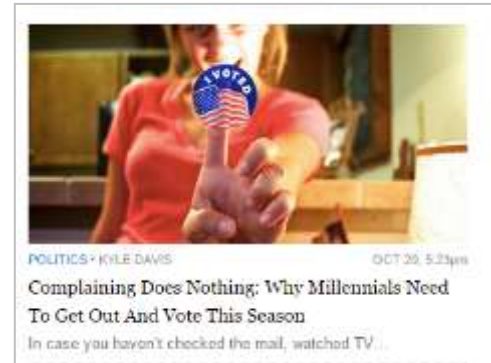 I VOTED
POLITICS • KYLE DAVIS
OCT 20, 5:23pm
Complaining Does Nothing: Why Millennials Need
To Get Out And Vote This Season
In case you haven't checked the mail, watched TV...